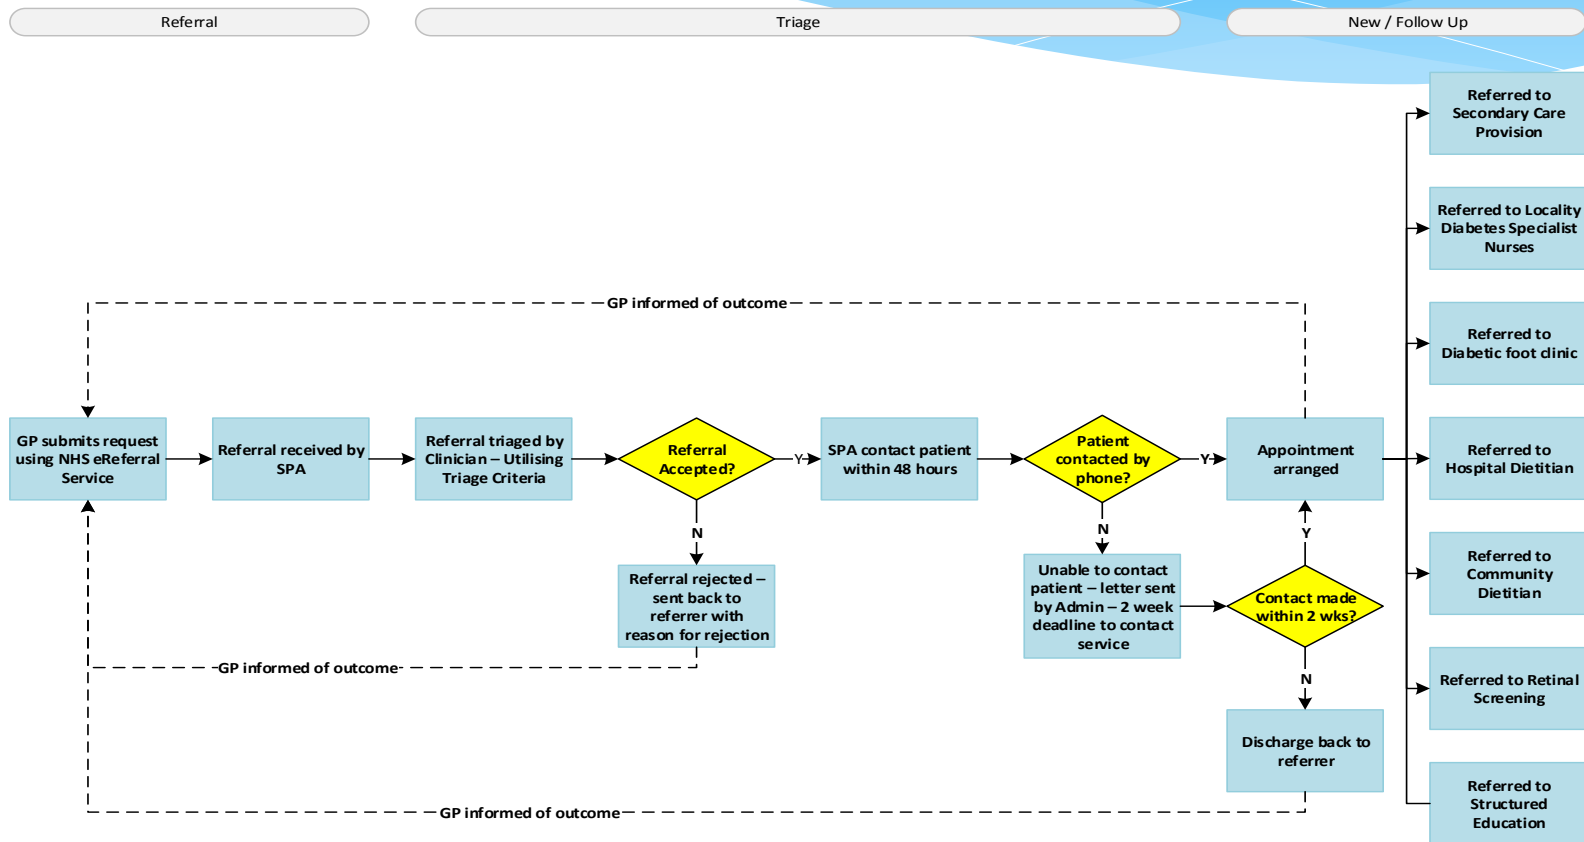 Referral
Triage
New / Follow Up
Referred to
Secondary Care
Provision
Referred to Locality
Diabetes Specialist
Nurses
GP informed of outcome
Referred to
Diabetic foot clinic
GP submits request
using NHS eReferral
Service
Referral received by
SPA
Referral triaged by
Clinician – Utilising
Triage Criteria
Referral
Accepted?
Y
SPA contact patient
within 48 hours
Patient
contacted by
phone?
Y
Appointment
arranged
Referred to
Hospital Dietitian
N
N
Y
Referral rejected –
sent back to
referrer with
reason for rejection
Unable to contact
patient – letter sent
by Admin – 2 week
deadline to contact
service
Contact made
within 2 wks?
Referred to
Community
Dietitian
GP informed of outcome
N
Referred to Retinal
Screening
Discharge back to
referrer
GP informed of outcome
Referred to
Structured
Education